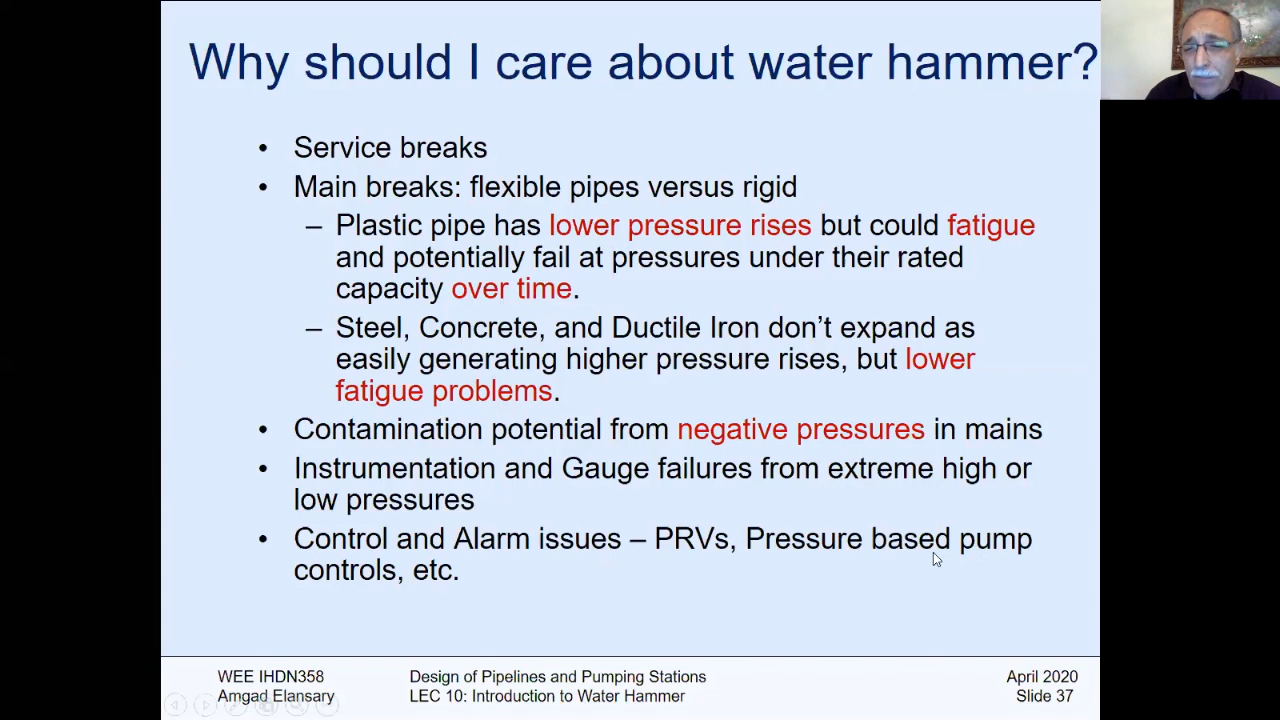 Why should I care about water hammer?
• Service breaks
• Main breaks: flexible pipes versus rigid
– Plastic pipe has lower pressure rises but could fatigue
and potentially fail at pressures under their rated
capacity over time.
– Steel, Concrete, and Ductile Iron don’t expand as
easily generating higher pressure rises, but lower
fatigue problems.
• Contamination potential from negative pressures in mains
• Instrumentation and Gauge failures from extreme high or
low pressures
• Control and Alarm issues – PRVs, Pressure based pump
controls, etc.
WEE IHDN358 Design of Pipelines and Pumping Stations April 2020
Amgad Elansary LEC 10: Introduction to Water Hammer Slide 37